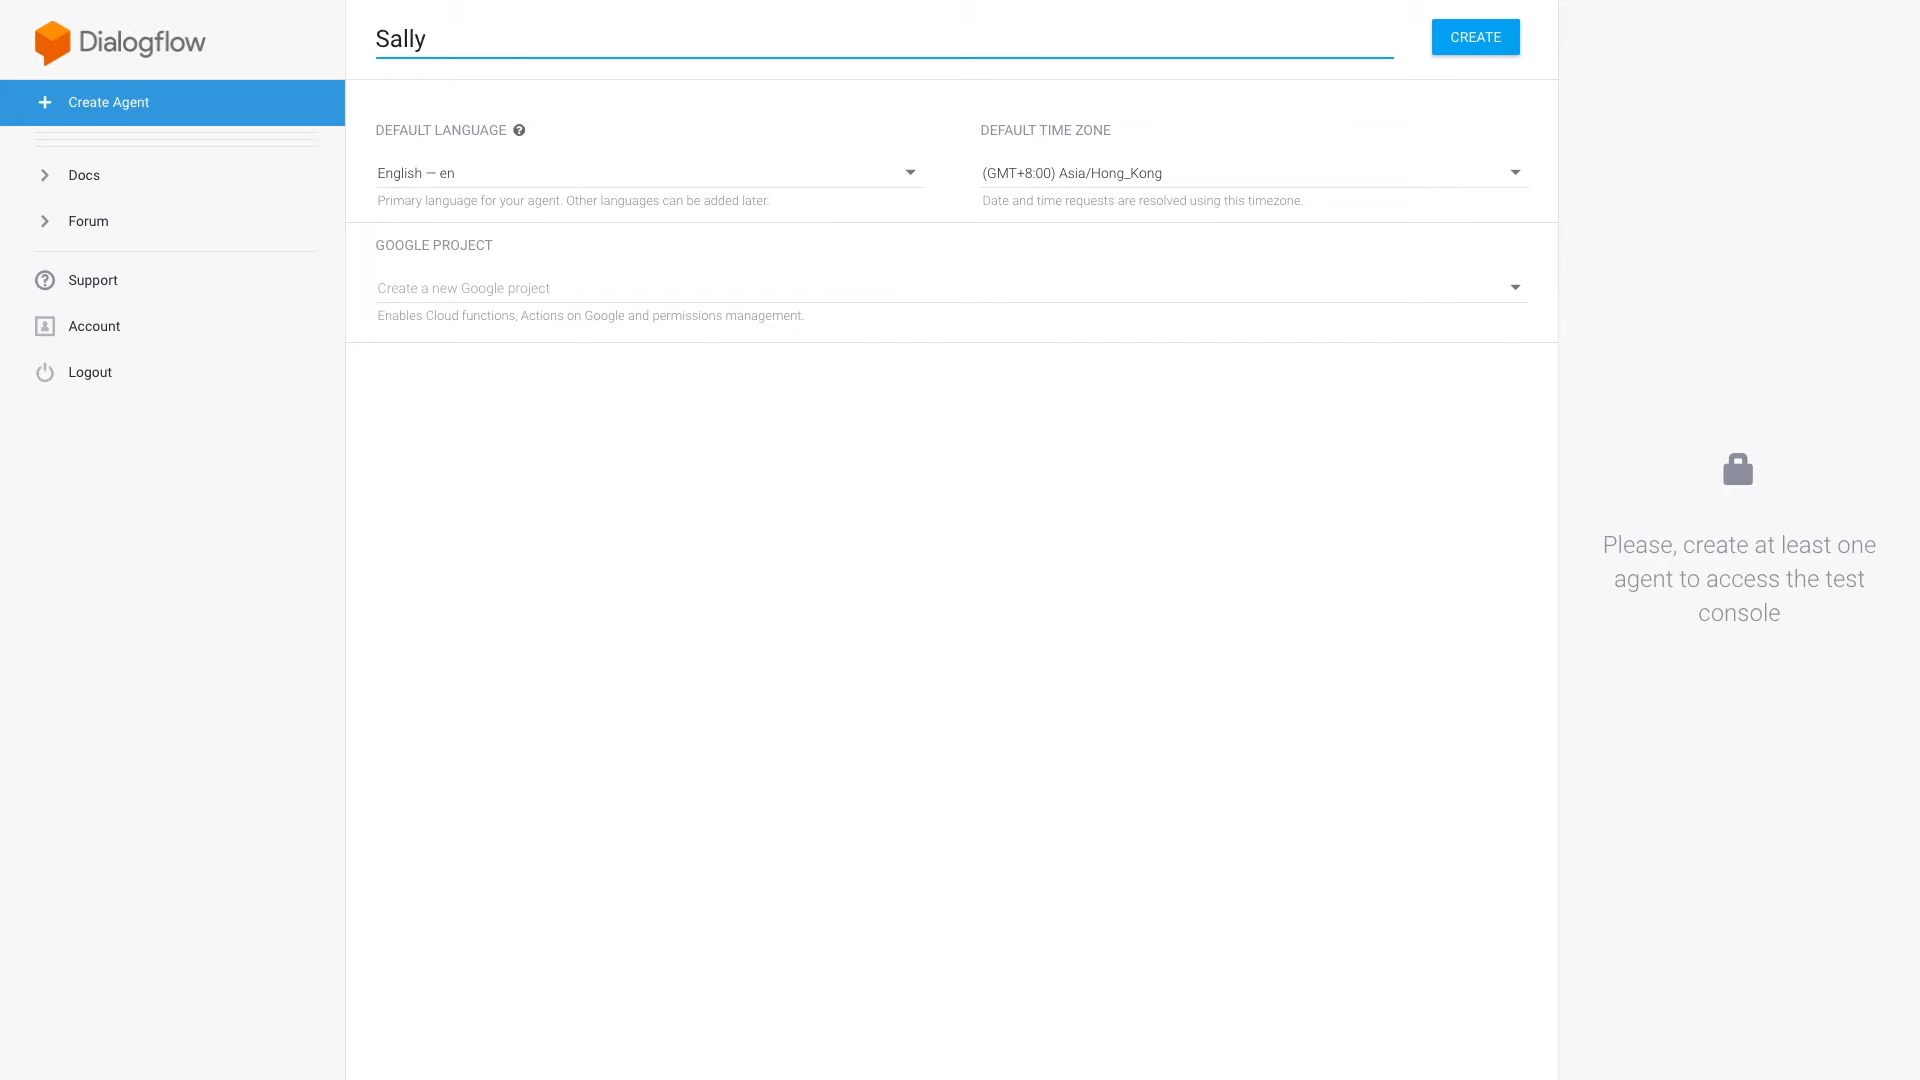 Dialogflow
Sally
CREATE
Create Agent
DEFAULT LANGUAGE
DEFAULT TIME ZONE
English — en
(GMT+8:00) Asia/Hong_Kong
Docs
Primary language for your agent. Other languages can be added later.
Date and time requests are resolved using this timezone.
Forum
GOOGLE PROJECT
Support
Create a new Google project
Enables Cloud functions, Actions on Google and permissions management.
Account
Logout
Please, create at least one
agent to access the test
console